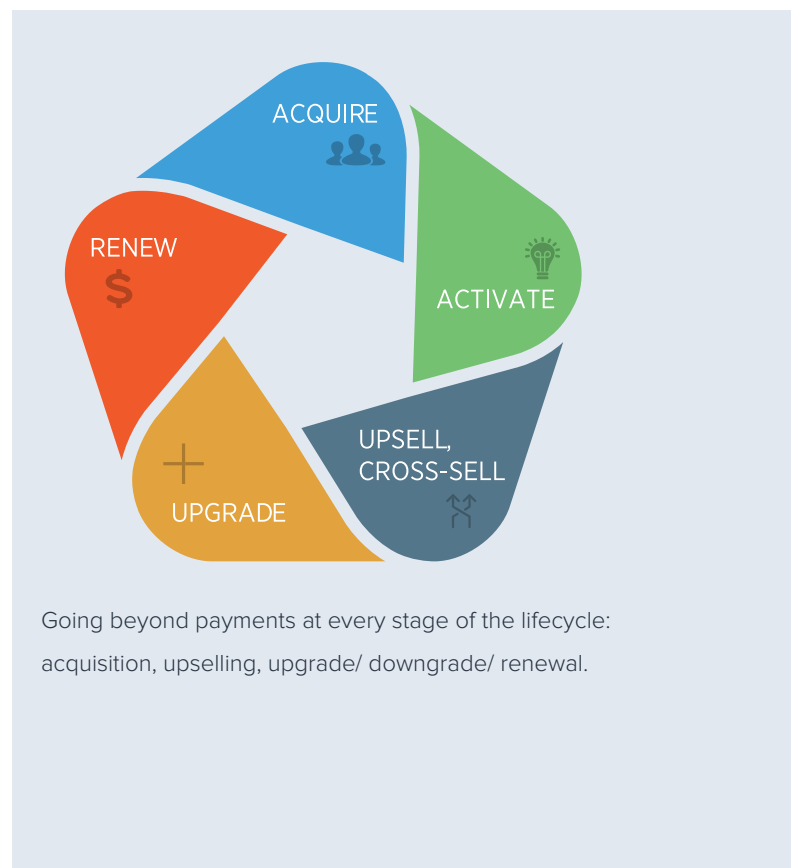 ACQUIRE
ACTIVATE
UPSELL,
CROSS-SELL
UPGRADE
RENEW
$
Going beyond payments at every stage of the lifecycle:
acquisition, upselling, upgrade/ downgrade/ renewal.